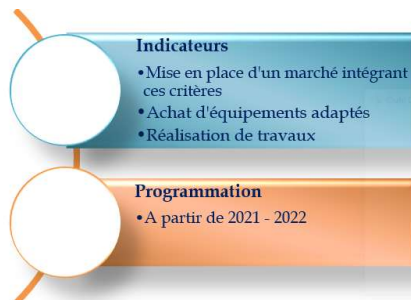 Indicateurs
•Mise en place d'un marché intégrant
ces critères
•Achat d'équipements adaptés
•Réalisation de travaux
Programmation
•A partir de 2021 - 2022